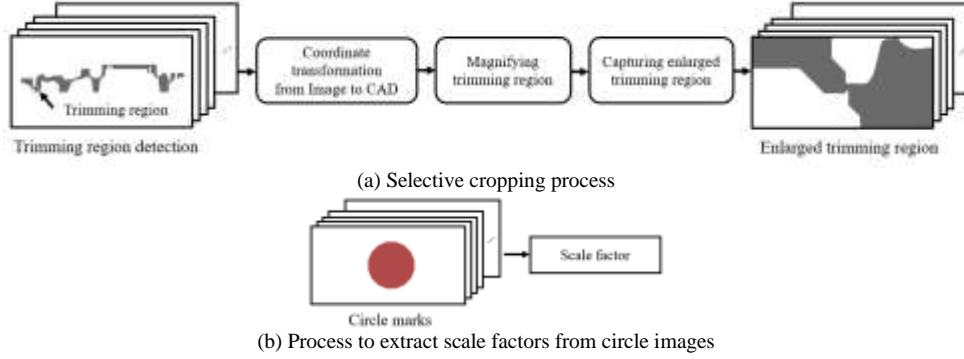 Trimming region
Trimming region detection
Coordinate
transformation
from Image to CAD
Magnifying
trimming region
Capturing enlarged
trimming region
Enlarged trimming region
(a) Selective cropping process
Circle marks
Scale factor
(b) Process to extract scale factors from circle images